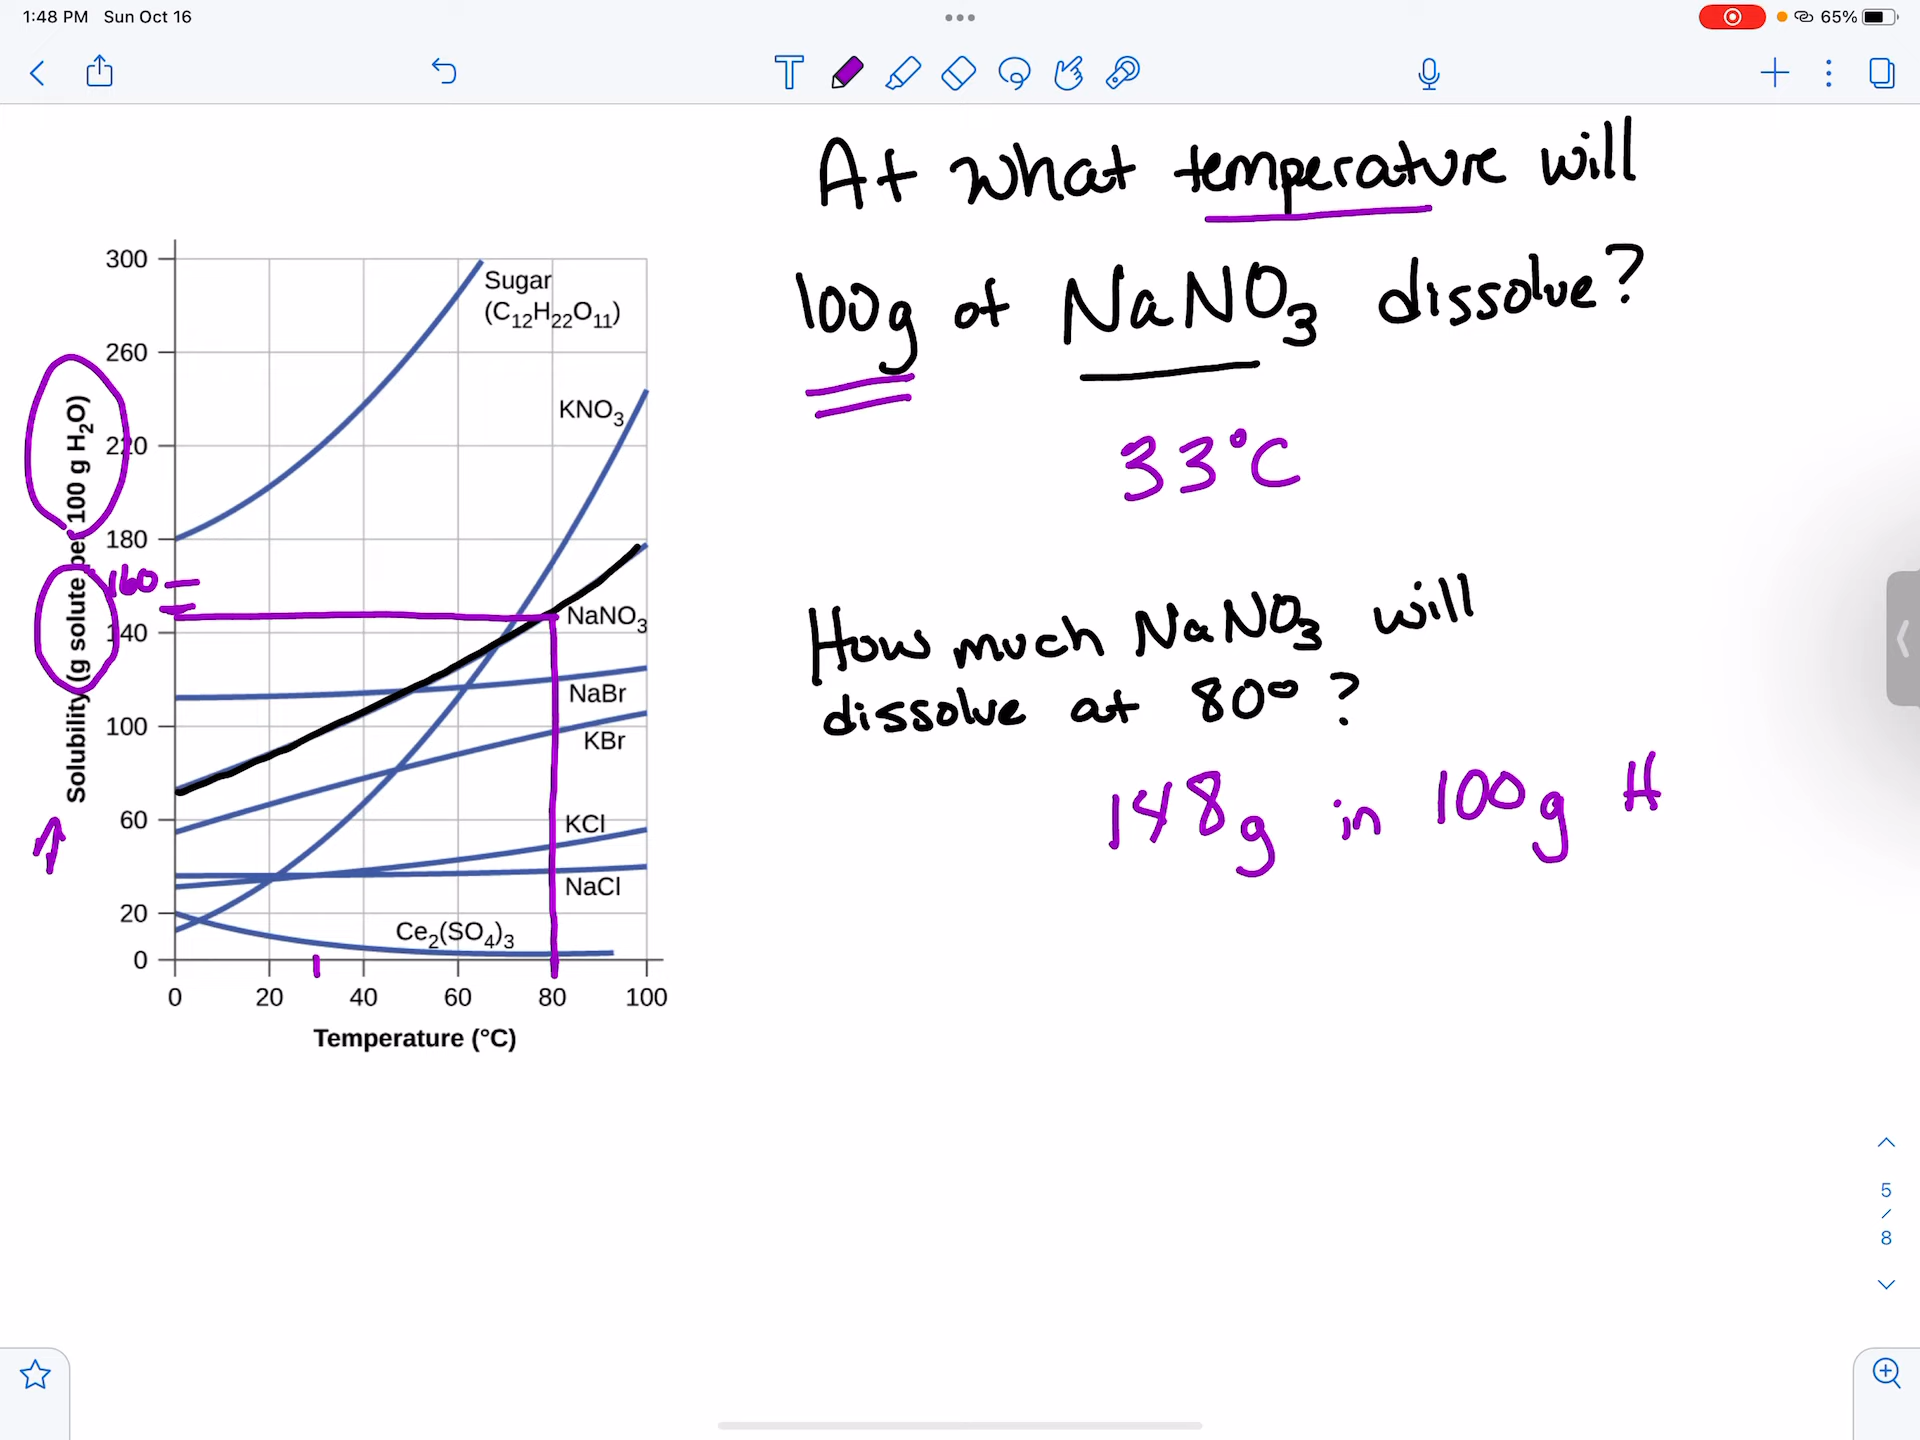 1:48 PM Sun Oct 16
65%
At what temperature will
100g of NaNO3 dissolve?
33°C
How much NaNO3 will
dissolve at 80°?
148g in 100g H
Solubility (g solute per 100 g H₂O)
300
260
220
180
160
140
100
60
20
0
Sugar
(C₁₂H₂₂O₁₁)
KNO₃
NaNO₃
NaBr
KBr
KCl
NaCl
Ce₂(SO₄)₃
0 20 40 60 80 100
Temperature (°C)
5
/
8